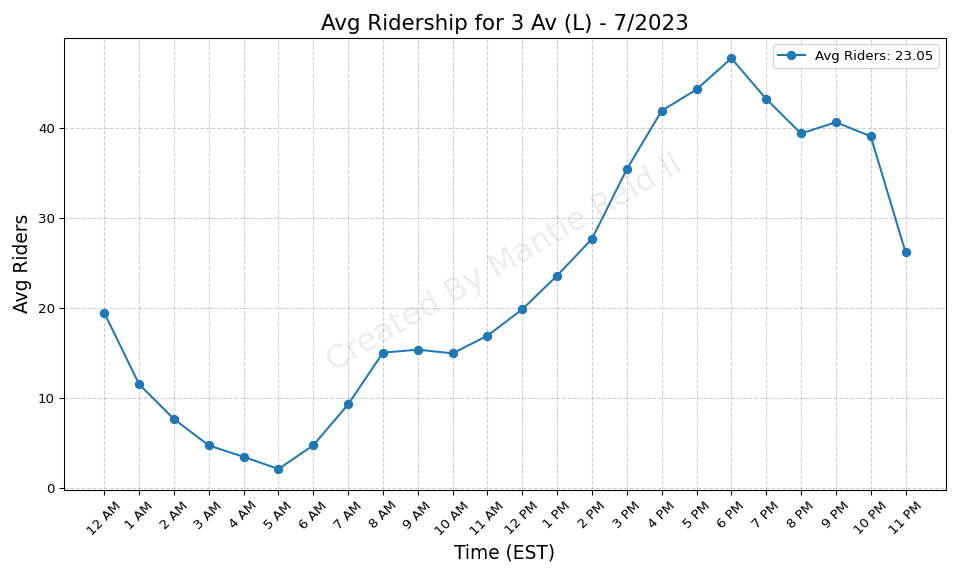 Avg Ridership for 3 Av (L) - 7/2023
Avg Riders: 23.05
Avg Riders
40
30
20
10
0
Created By Mantle Reid II
12 AM 1 AM 2 AM 3 AM 4 AM 5 AM 6 AM 7 AM 8 AM 9 AM 10 AM 11 AM 12 PM 1 PM 2 PM 3 PM 4 PM 5 PM 6 PM 7 PM 8 PM 9 PM 10 PM 11 PM
Time (EST)